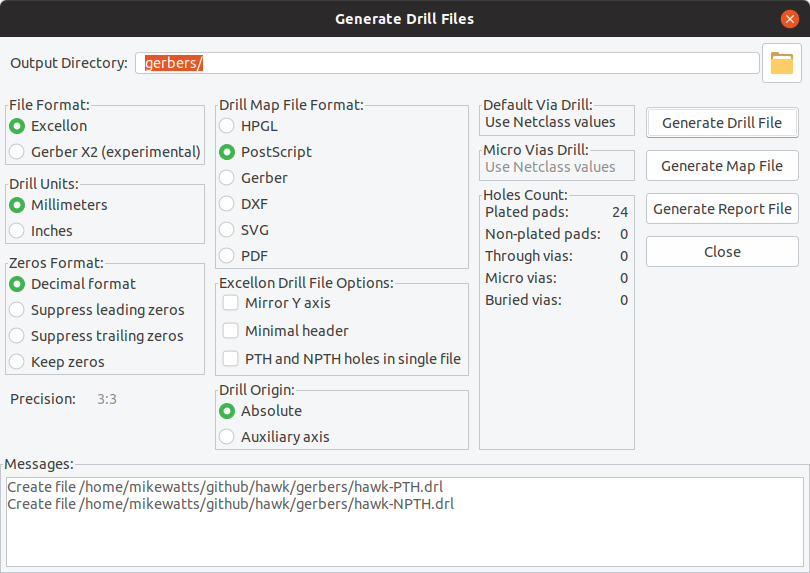 Generate Drill Files
Output Directory: gerbers/
File Format:
Excellon
Gerber X2 (experimental)
Drill Units:
Millimeters
Inches
Zeros Format:
Decimal format
Suppress leading zeros
Suppress trailing zeros
Keep zeros
Precision: 3:3
Drill Map File Format:
HPGL
PostScript
Gerber
DXF
SVG
PDF
Excellon Drill File Options:
Mirror Y axis
Minimal header
PTH and NPTH holes in single file
Drill Origin:
Absolute
Auxiliary axis
Default Via Drill:
Use Netclass values
Micro Vias Drill:
Use Netclass values
Holes Count:
Plated pads: 24
Non-plated pads: 0
Through vias: 0
Micro vias: 0
Buried vias: 0
Generate Drill File
Generate Map File
Generate Report File
Close
Messages:
Create file /home/mikewatts/github/hawk/gerbers/hawk-PTH.drl
Create file /home/mikewatts/github/hawk/gerbers/hawk-NPTH.drl